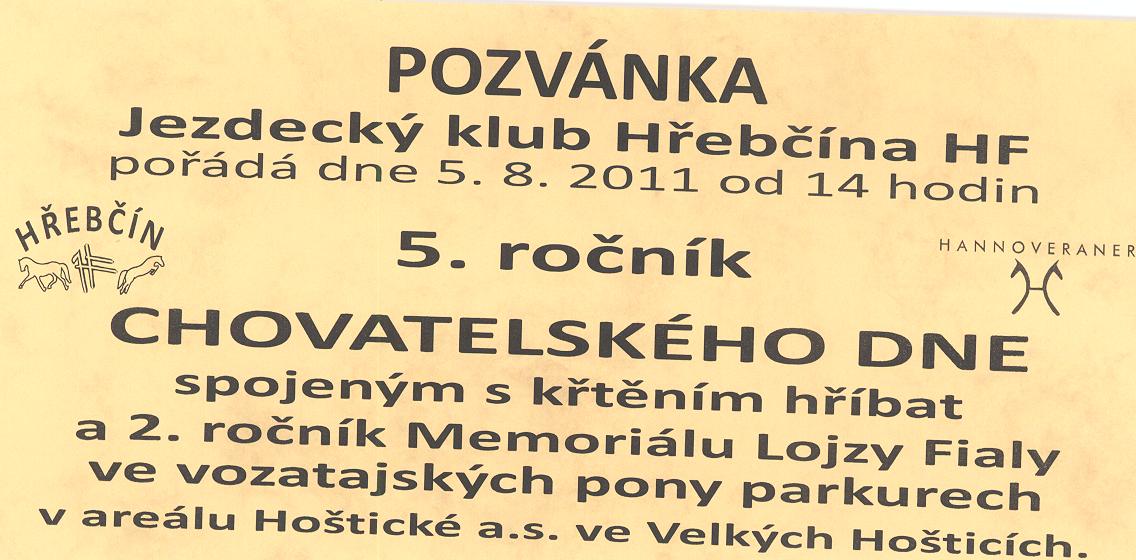 POZVÁNKA
Jezdecký klub Hřebčína HF
pořádá dne 5. 8. 2011 od 14 hodin
HŘEBČÍN
HF
5. ročník
HANNOVERANER
CHOVATELSKÉHO DNE
spojeným s křtěním hříbat
a 2. ročník Memoriálu Lojzy Fialy
ve vozatajských pony parkurech
v areálu Hoštické a.s. ve Velkých Hošticích.